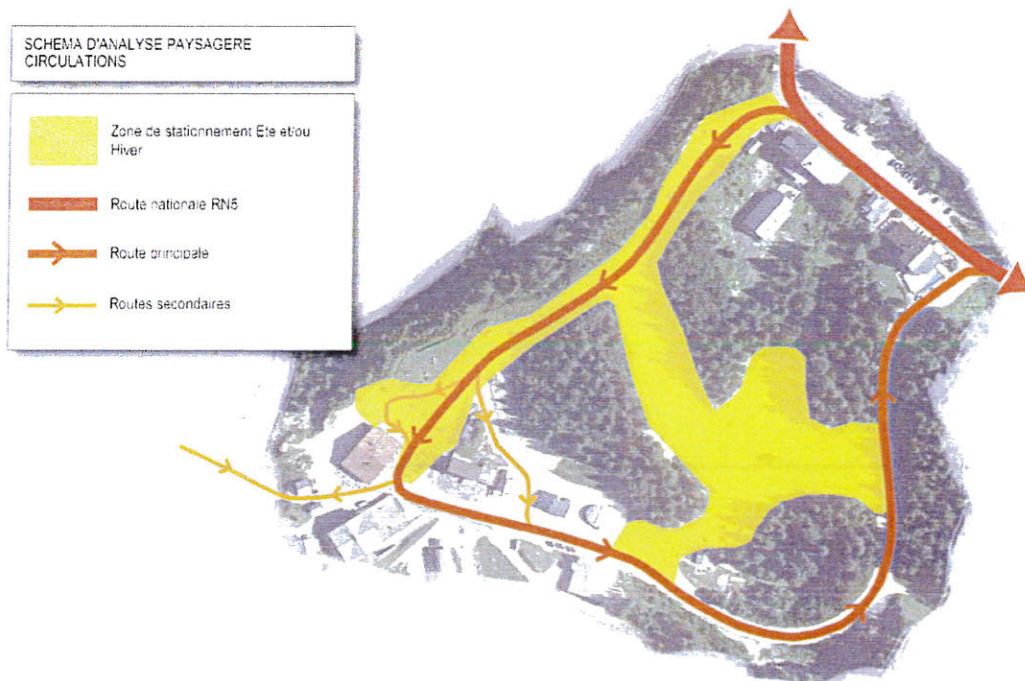 SCHEMA D'ANALYSE PAYSAGERE
CIRCULATIONS
Zone de stationnement Ete et/ou
Hiver
Route nationale RN5
Route principale
Routes secondaires